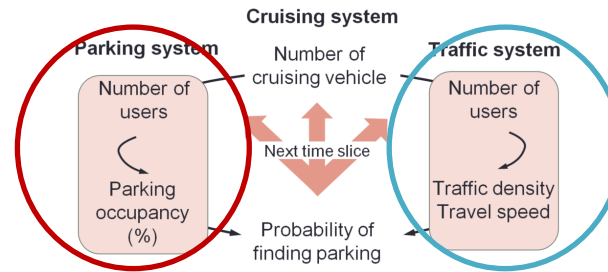 Cruising system
Parking system
Number of
cruising vehicle
Traffic system
Number of
users
Number of
users
Next time slice
Parking
occupancy
(%)
Traffic density
Travel speed
Probability of
finding parking